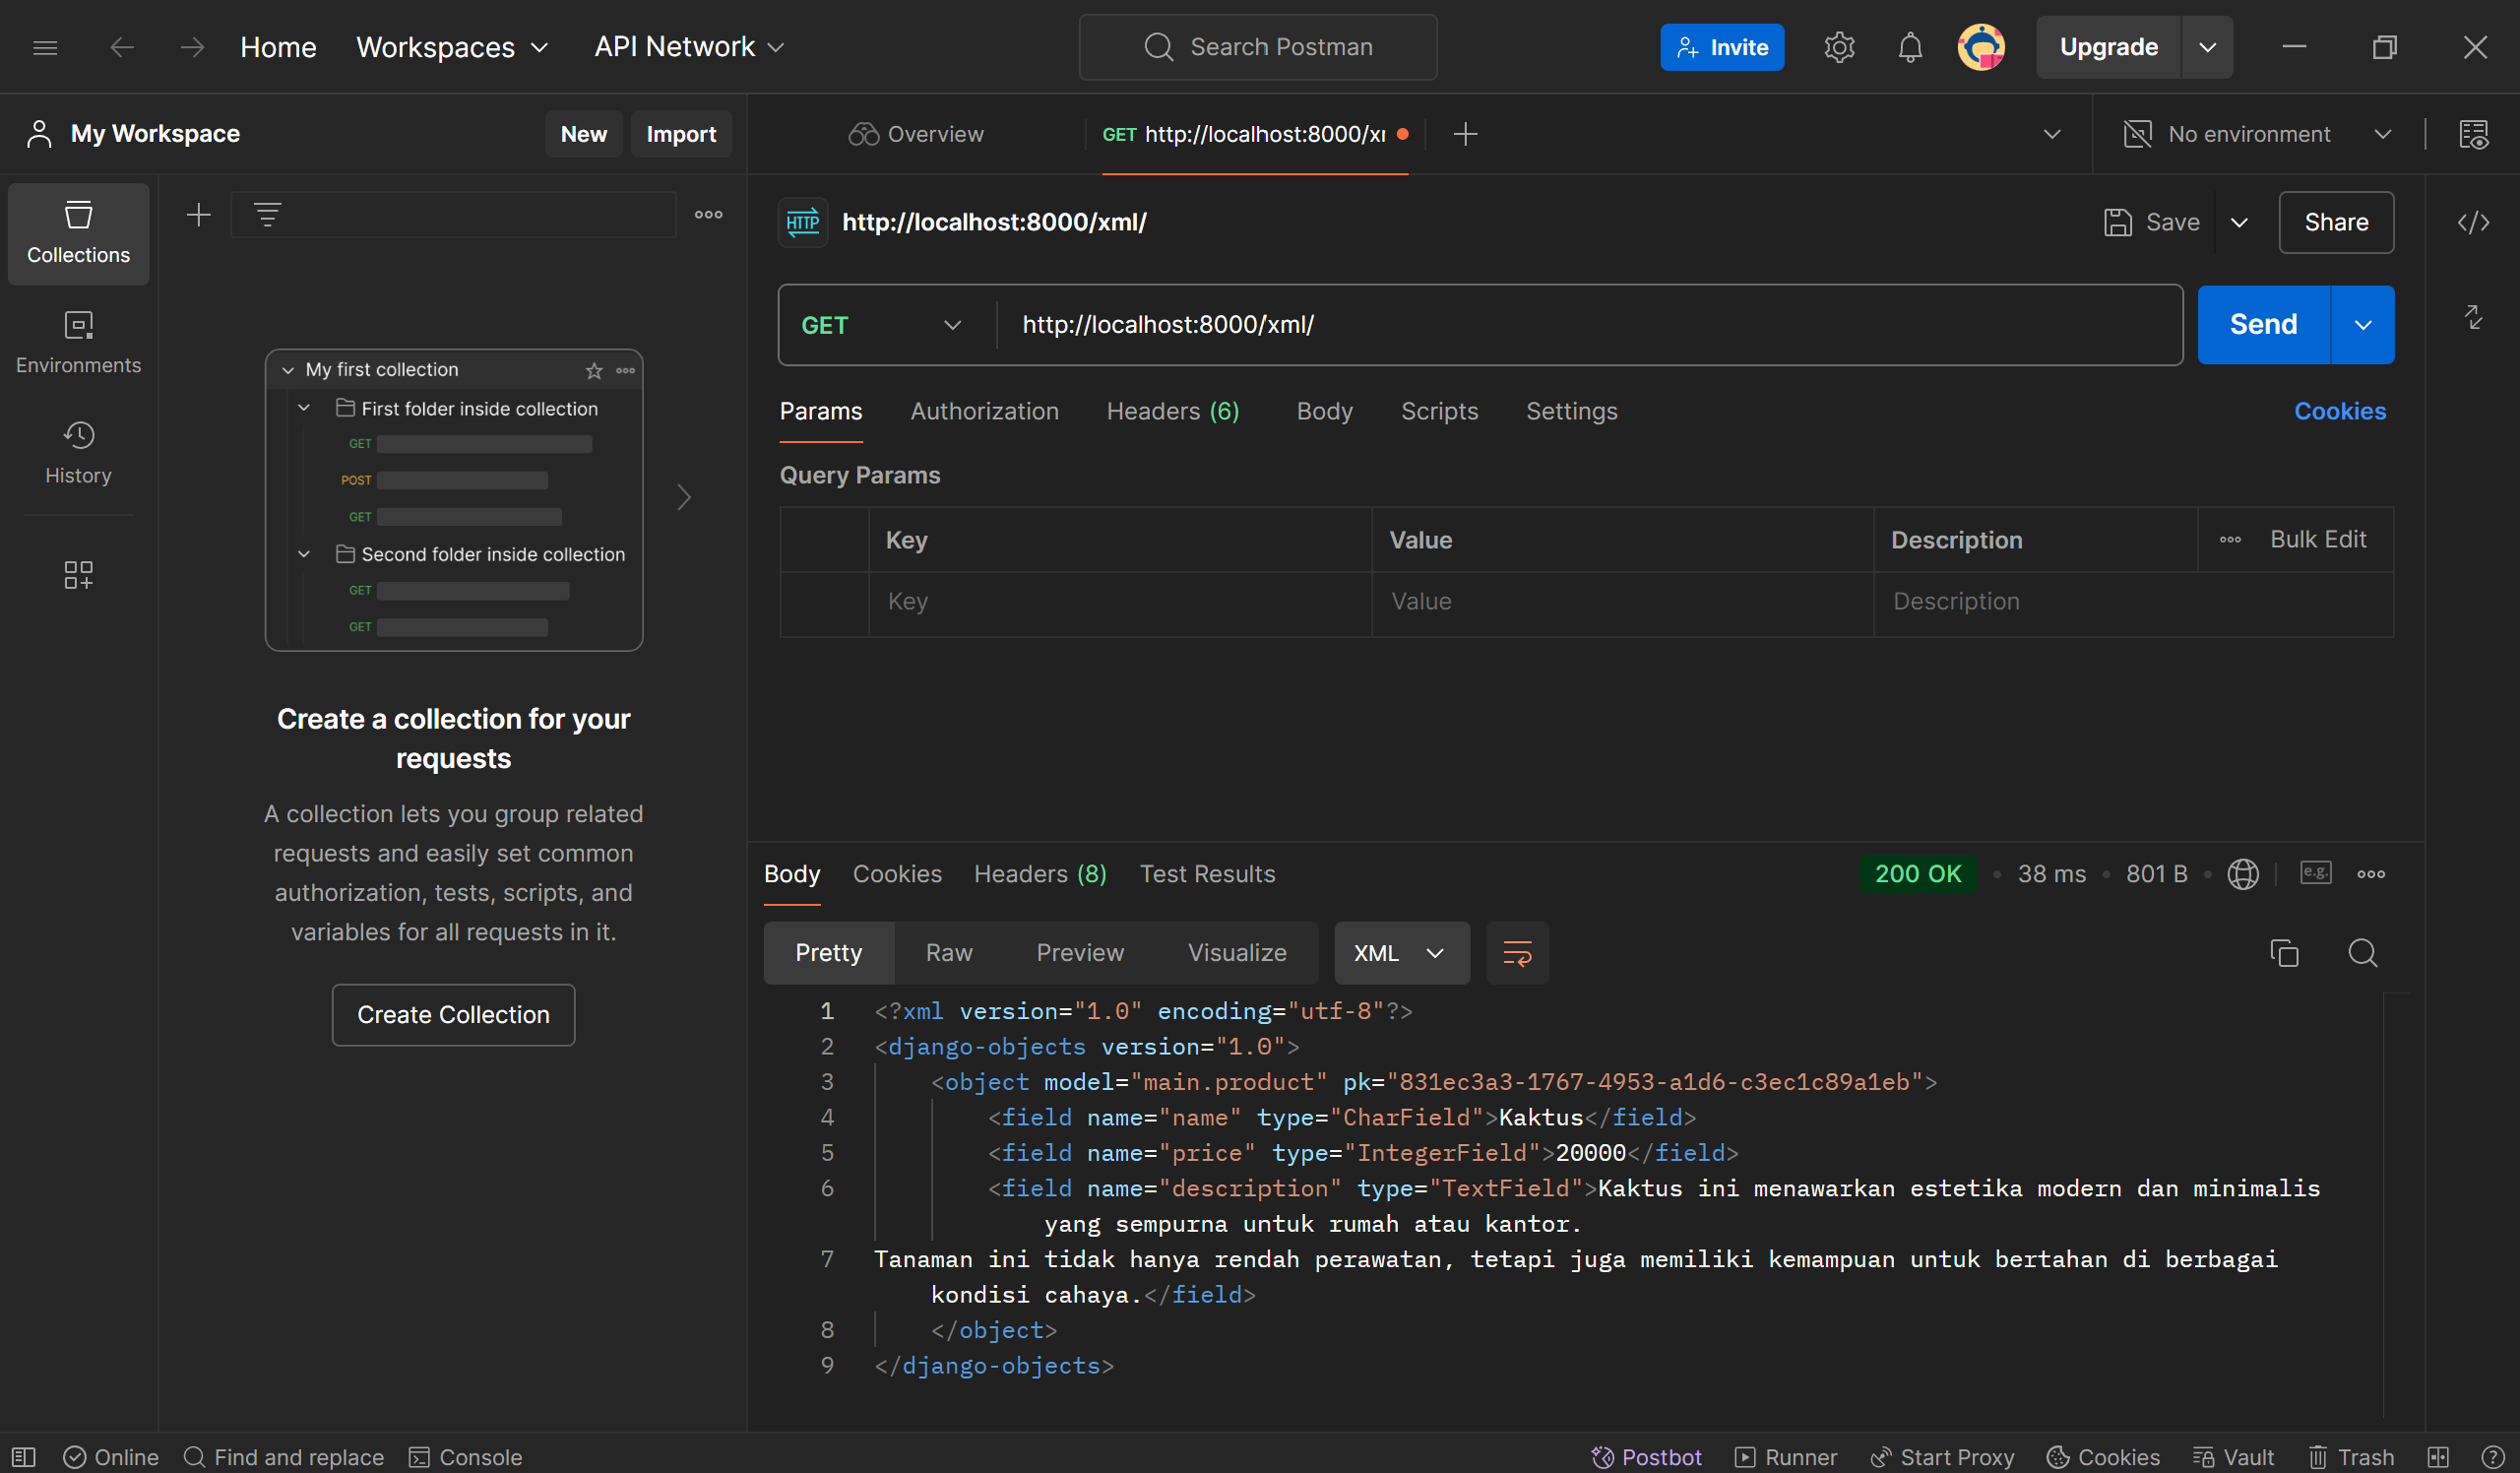 Home Workspaces API Network Search Postman Invite Upgrade
My Workspace New Import Overview GET http://localhost:8000/x No environment
Collections
Environments
History
My first collection
First folder inside collection
GET
POST
GET
Second folder inside collection
GET
GET
Create a collection for your
requests
A collection lets you group related
requests and easily set common
authorization, tests, scripts, and
variables for all requests in it.
Create Collection
HTTP http://localhost:8000/xml/ Save Share
GET http://localhost:8000/xml/ Send
Params Authorization Headers (6) Body Scripts Settings Cookies
Query Params
Key Value Description Bulk Edit
Key Value Description
Body Cookies Headers (8) Test Results 200 OK • 38 ms • 801 B • e.g.
Pretty Raw Preview Visualize XML
1 <?xml version="1.0" encoding="utf-8"?>
2 <django-objects version="1.0">
3 <object model="main.product" pk="831ec3a3-1767-4953-a1d6-c3ec1c89a1eb">
4 <field name="name" type="CharField">Kaktus</field>
5 <field name="price" type="IntegerField">20000</field>
6 <field name="description" type="TextField">Kaktus ini menawarkan estetika modern dan minimalis
yang sempurna untuk rumah atau kantor.
7 Tanaman ini tidak hanya rendah perawatan, tetapi juga memiliki kemampuan untuk bertahan di berbagai
kondisi cahaya.</field>
8 </object>
9 </django-objects>
Online Find and replace Console Postbot Runner Start Proxy Cookies Vault Trash